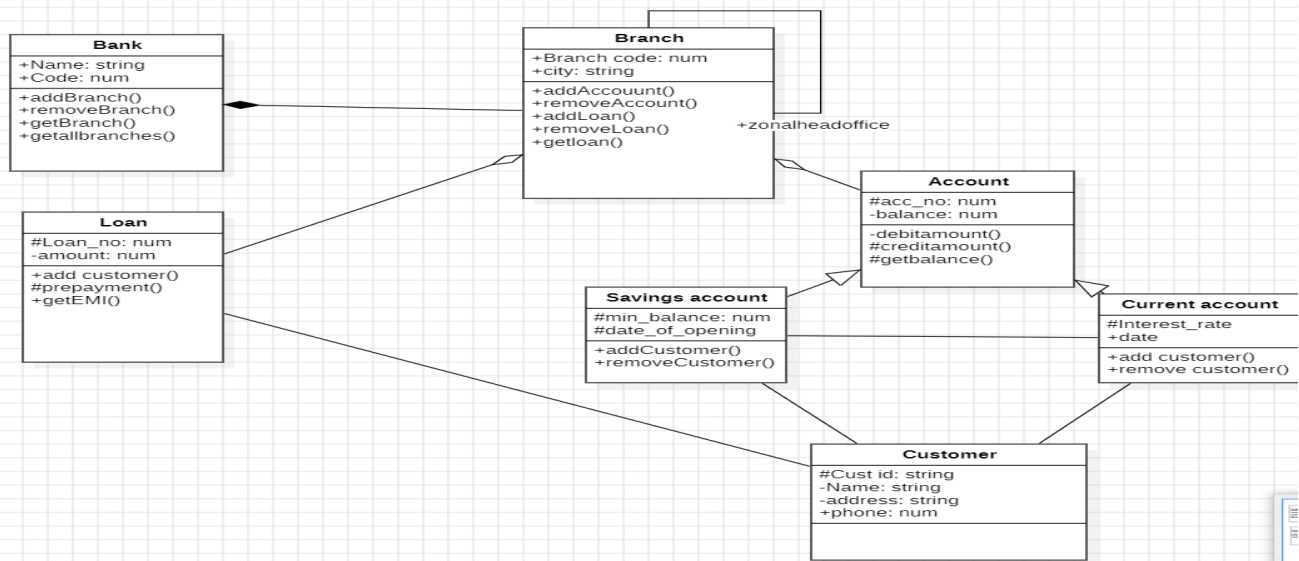 Bank
+Name: string
+Code: num
+addBranch()
+removeBranch()
+getBranch()
+getallbranches()
Branch
+Branch code: num
+city: string
+addAccouunt()
+removeAccount()
+addLoan()
+removeLoan()
+getloan()
+zonalheadoffice
Loan
#Loan_no: num
-amount: num
+add customer()
#prepayment()
+getEMI()
Account
#acc_no: num
-balance: num
-debitamount()
#creditamount()
#getbalance()
Savings account
#min_balance: num
#date_of_opening
+addCustomer()
+removeCustomer()
Current account
#Interest_rate
+date
+add customer()
+remove customer()
Customer
#Cust id: string
-Name: string
-address: string
+phone: num